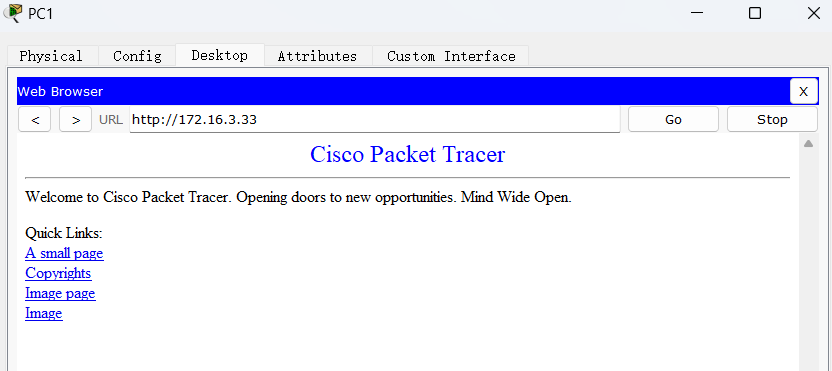 PC1
Physical Config Desktop Attributes Custom Interface
Web Browser X
< > URL http://172.16.3.33 Go Stop
Cisco Packet Tracer
Welcome to Cisco Packet Tracer. Opening doors to new opportunities. Mind Wide Open.
Quick Links:
A small page
Copyrights
Image page
Image